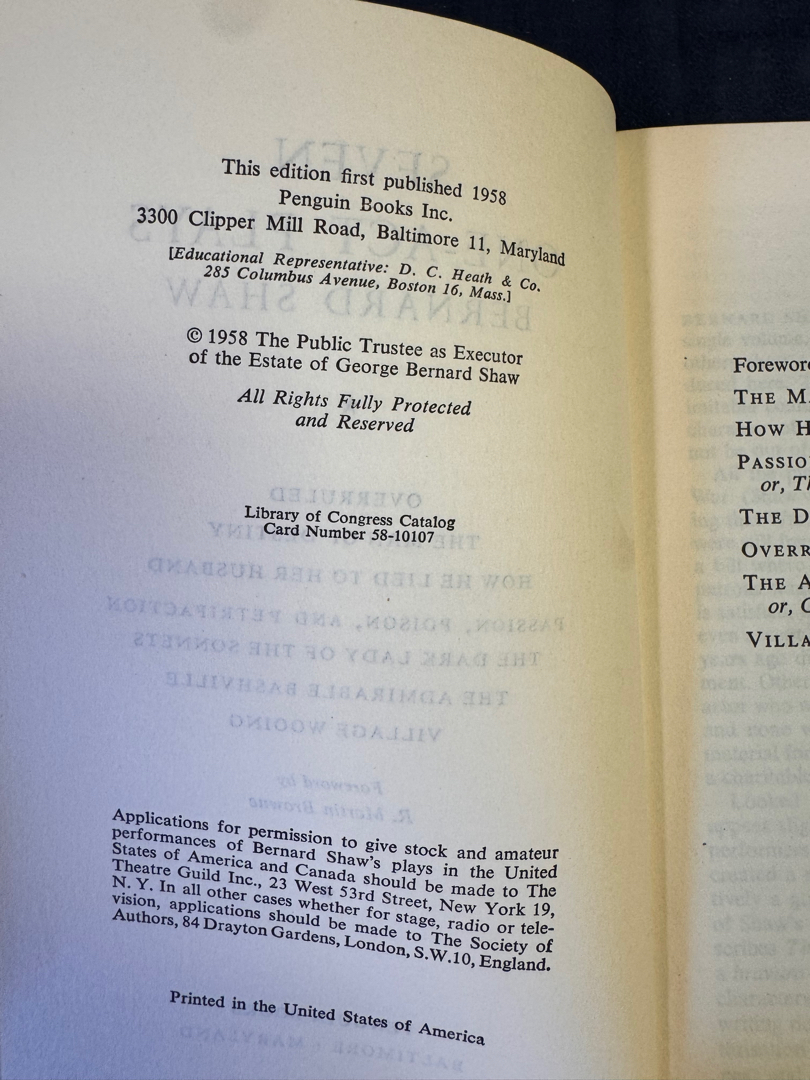 This edition first published 1958
Penguin Books Inc.
3300 Clipper Mill Road, Baltimore 11, Maryland
[Educational Representative: D. C. Heath & Co.
285 Columbus Avenue, Boston 16, Mass.]
© 1958 The Public Trustee as Executor
of the Estate of George Bernard Shaw
All Rights Fully Protected
and Reserved
Library of Congress Catalog
Card Number 58-10107
Applications for permission to give stock and amateur
performances of Bernard Shaw's plays in the United
States of America and Canada should be made to The
Theatre Guild Inc., 23 West 53rd Street, New York 19,
N. Y. In all other cases whether for stage, radio or tele-
vision, applications should be made to The Society of
Authors, 84 Drayton Gardens, London, S.W.10, England.
Printed in the United States of America
Foreword
THE M
HOW H
PASSIO
or, Th
THE D
OVERR
THE A
or, C
VILLA